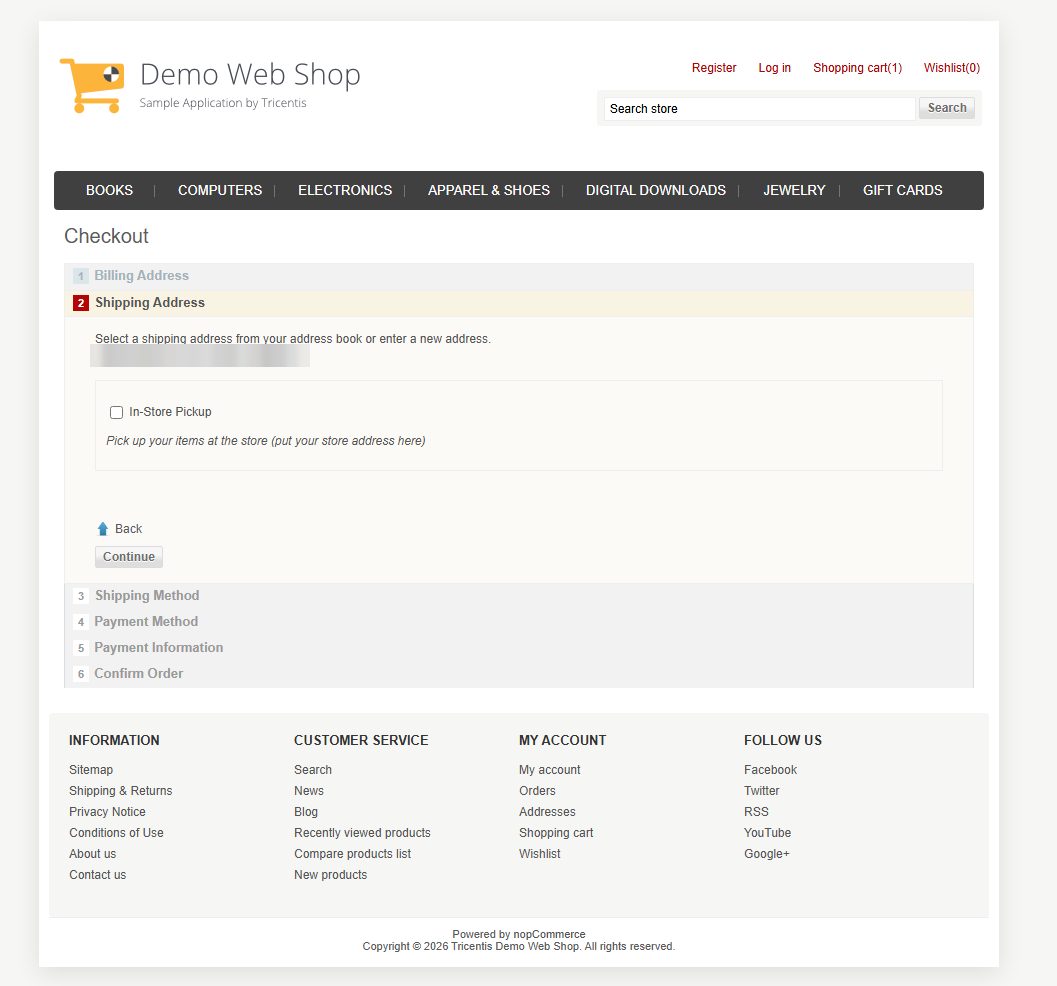 Demo Web Shop
Sample Application by Tricentis
Register Log in Shopping cart(1) Wishlist(0)
Search store Search
BOOKS COMPUTERS ELECTRONICS APPAREL & SHOES DIGITAL DOWNLOADS JEWELRY GIFT CARDS
Checkout
1 Billing Address
2 Shipping Address
Select a shipping address from your address book or enter a new address.
In-Store Pickup
Pick up your items at the store (put your store address here)
Back
Continue
3 Shipping Method
4 Payment Method
5 Payment Information
6 Confirm Order
INFORMATION
Sitemap
Shipping & Returns
Privacy Notice
Conditions of Use
About us
Contact us
CUSTOMER SERVICE
Search
News
Blog
Recently viewed products
Compare products list
New products
MY ACCOUNT
My account
Orders
Addresses
Shopping cart
Wishlist
FOLLOW US
Facebook
Twitter
RSS
YouTube
Google+
Powered by nopCommerce
Copyright © 2026 Tricentis Demo Web Shop. All rights reserved.